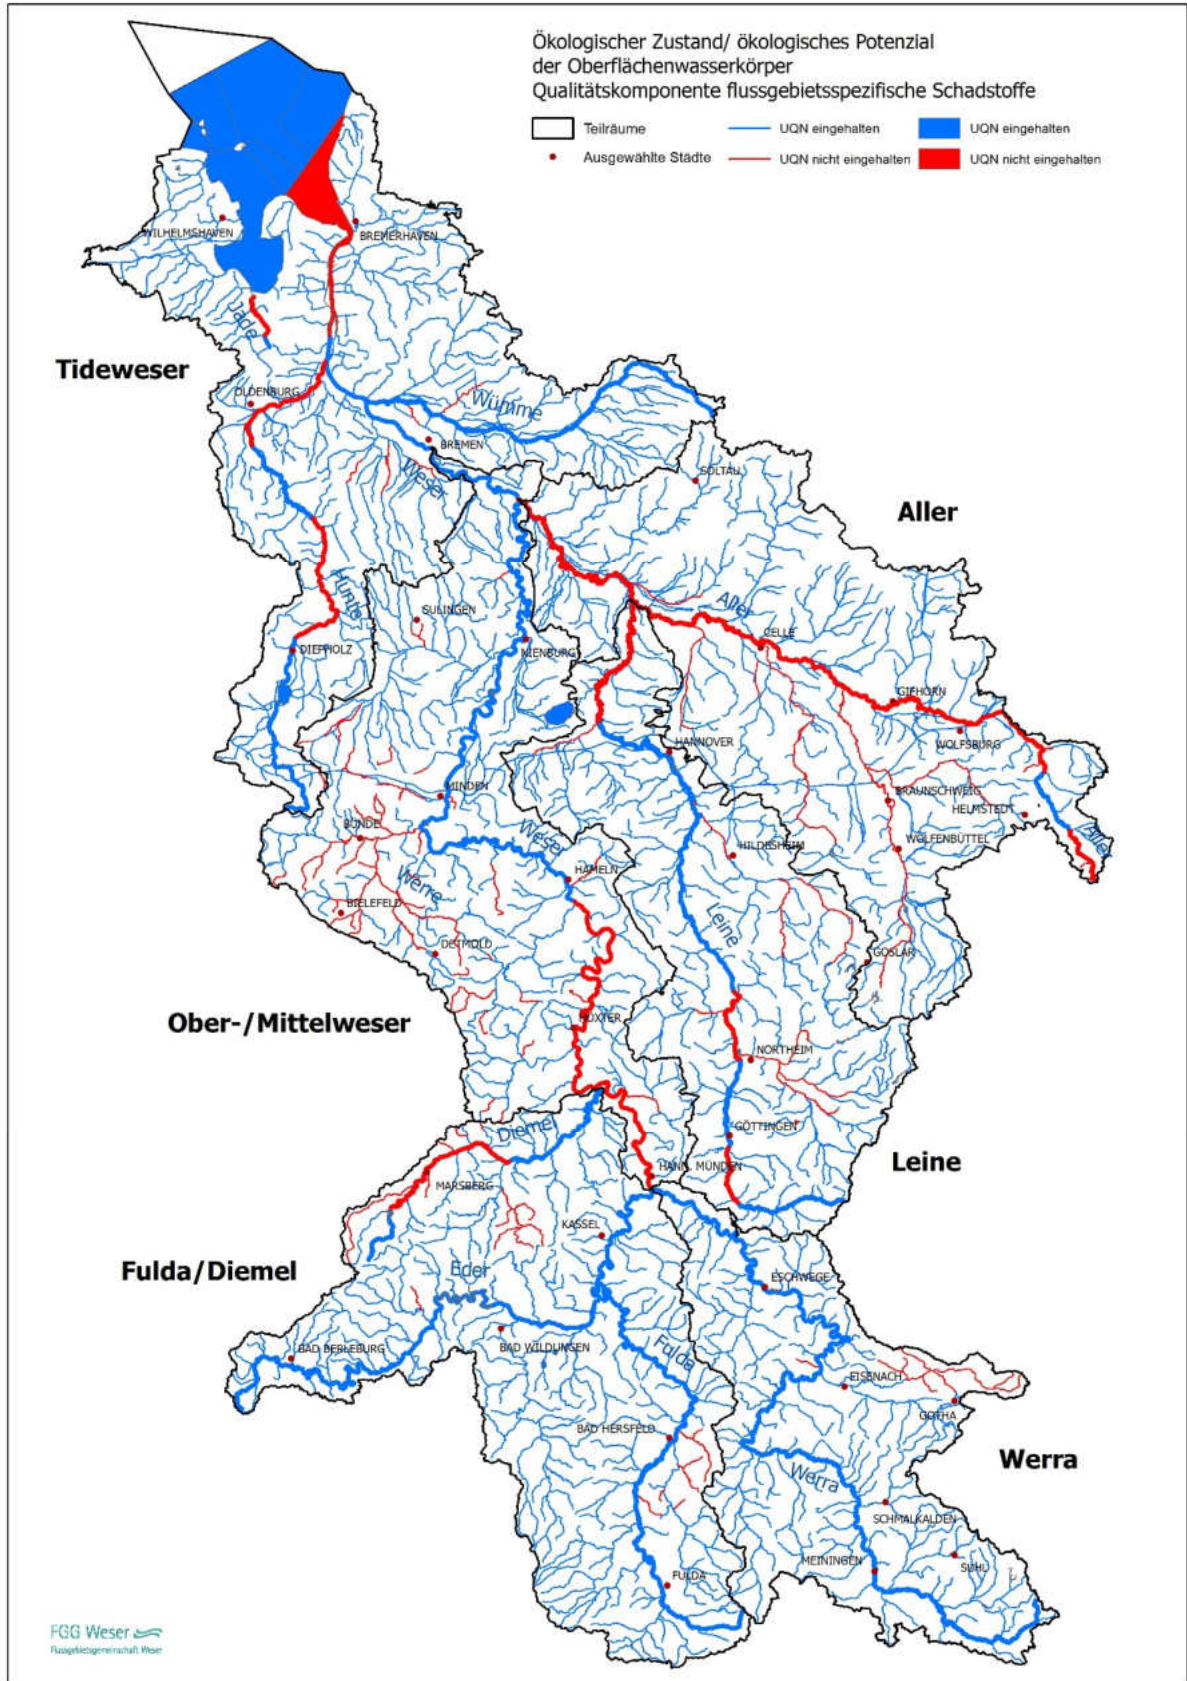 Ökologischer Zustand/ ökologisches Potenzial
der Oberflächenwasserkörper
Qualitätskomponente flussgebietsspezifische Schadstoffe
Teilräume
UQN eingehalten
UQN eingehalten
Ausgewählte Städte
UQN nicht eingehalten
UQN nicht eingehalten
WILHELMSHAVEN
BREMERHAVEN
Jade
Tideweser
OLDENBURG
Wümme
BREMEN
Weser
SOLTAU
Aller
Hunte
SULINGEN
Aller
CELLE
NIENBURG
DIEPHOLZ
GIFHORN
WOLFSBURG
HANNOVER
MINDEN
BRAUNSCHWEIG
HELMSTEDT
BÜNDE
Weser
HILDESHEIM
WOLFENBÜTTEL
Aller
HAMELN
Werre
BIELEFELD
Leine
DETMOLD
GOSLAR
Ober-/Mittelweser
HÖXTER
NORTHEIM
Diemel
GÖTTINGEN
Leine
HANN. MÜNDEN
MARSBERG
KASSEL
Fulda/Diemel
Eder
ESCHWEGE
BAD BERLEBURG
BAD WILDUNGEN
Fulda
EISENACH
GOTHA
BAD HERSFELD
Werra
Werra
SCHMALKALDEN
MEININGEN
SUHL
FULDA
FGG Weser
Flussgebietsgemeinschaft Weser